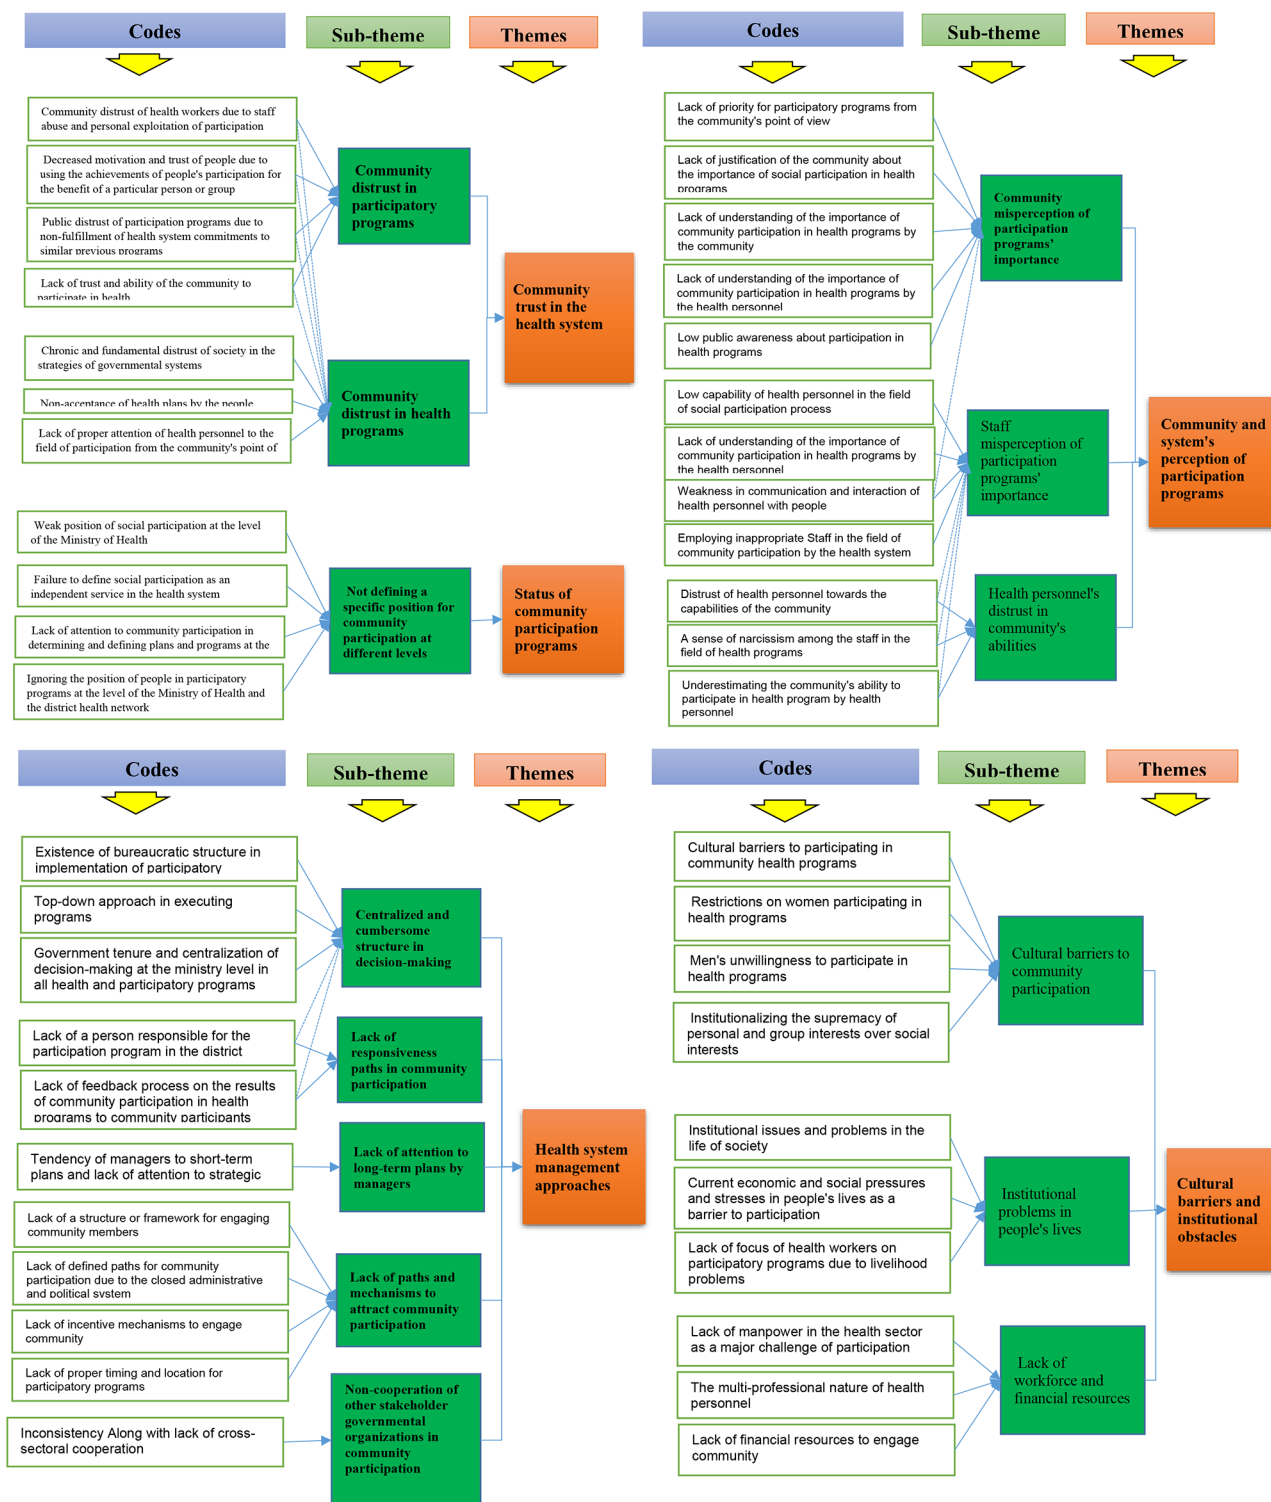 Codes
Sub-theme
Themes
Community distrust of health workers due to staff
abuse and personal exploitation of participation
Decreased motivation and trust of people due to
using the achievements of people's participation for
the benefit of a particular person or group
Public distrust of participation programs due to
non-fulfillment of health system commitments to
similar previous programs
Lack of trust and ability of the community to
participate in health
Chronic and fundamental distrust of society in the
strategies of governmental systems
Non-acceptance of health plans by the people
Lack of proper attention of health personnel to the
field of participation from the community's point of
Community
distrust in
participatory
programs
Community
distrust in health
programs
Community
trust in the
health system
Weak position of social participation at the level
of the Ministry of Health
Failure to define social participation as an
independent service in the health system
Lack of attention to community participation in
determining and defining plans and programs at the
Ignoring the position of people in participatory
programs at the level of the Ministry of Health and
the district health network
Not defining a
specific position for
community
participation at
different levels
Status of
community
participation
programs
Codes
Sub-theme
Themes
Lack of priority for participatory programs from
the community's point of view
Lack of justification of the community about
the importance of social participation in health
programs
Lack of understanding of the importance of
community participation in health programs by
the community
Lack of understanding of the importance of
community participation in health programs by
the health personnel
Low public awareness about participation in
health programs
Low capability of health personnel in the field
of social participation process
Lack of understanding of the importance of
community participation in health programs by
the health personnel
Weakness in communication and interaction of
health personnel with people
Employing inappropriate Staff in the field of
community participation by the health system
Distrust of health personnel towards the
capabilities of the community
A sense of narcissism among the staff in the
field of health programs
Underestimating the community's ability to
participate in health program by health
personnel
Community
misperception of
participation
programs'
importance
Staff
misperception of
participation
programs'
importance
Health personnel's
distrust in
community's
abilities
Community and
system's
perception of
participation
programs
Codes
Sub-theme
Themes
Existence of bureaucratic structure in
implementation of participatory
Top-down approach in executing
programs
Government tenure and centralization of
decision-making at the ministry level in
all health and participatory programs
Lack of a person responsible for the
participation program in the district
Lack of feedback process on the results
of community participation in health
programs to community participants
Tendency of managers to short-term
plans and lack of attention to strategic
Lack of a structure or framework for engaging
community members
Lack of defined paths for community
participation due to the closed administrative
and political system
Lack of incentive mechanisms to engage
community
Lack of proper timing and location for
participatory programs
Inconsistency Along with lack of cross-
sectoral cooperation
Centralized and
cumbersome
structure in
decision-making
Lack of
responsiveness
paths in community
participation
Lack of attention to
long-term plans by
managers
Lack of paths and
mechanisms to
attract community
participation
Non-cooperation of
other stakeholder
governmental
organizations in
community
participation
Health system
management
approaches
Codes
Sub-theme
Themes
Cultural barriers to participating in
community health programs
Restrictions on women participating in
health programs
Men's unwillingness to participate in
health programs
Institutionalizing the supremacy of
personal and group interests over social
interests
Institutional issues and problems in the
life of society
Current economic and social pressures
and stresses in people's lives as a
barrier to participation
Lack of focus of health workers on
participatory programs due to livelihood
problems
Lack of manpower in the health sector
as a major challenge of participation
The multi-professional nature of health
personnel
Lack of financial resources to engage
community
Cultural barriers to
community
participation
Institutional
problems in
people's lives
Lack of
workforce and
financial resources
Cultural
barriers and
institutional
obstacles